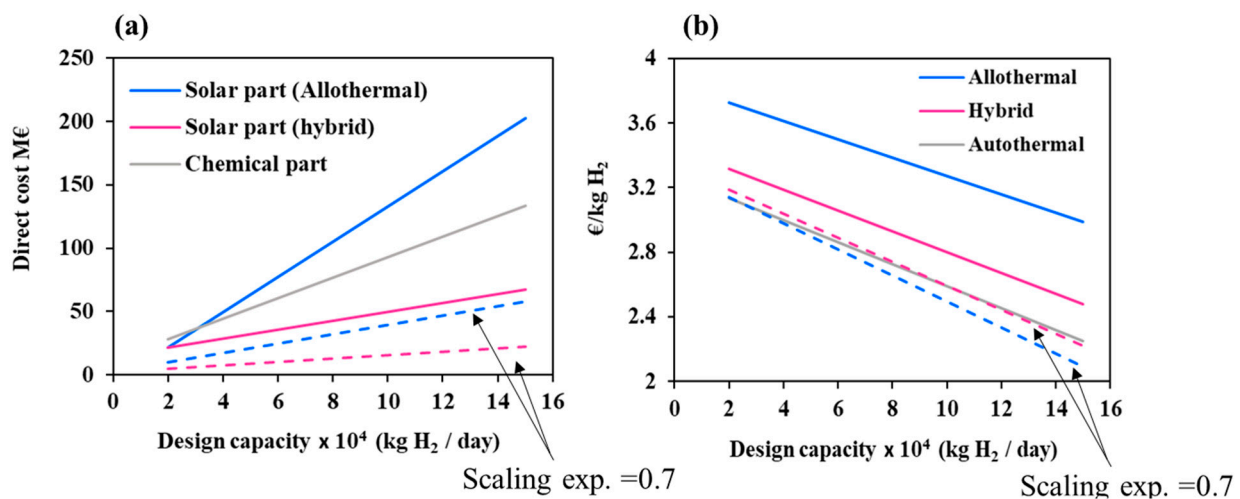 (a)
250
200
150
100
50
0
Direct cost M€
Solar part (Allothermal)
Solar part (hybrid)
Chemical part
0 2 4 6 8 10 12 14 16
Design capacity x 10⁴ (kg H₂ / day)
Scaling exp. =0.7
(b)
4
3.6
3.2
2.8
2.4
2
€/kg H₂
Allothermal
Hybrid
Autothermal
0 2 4 6 8 10 12 14 16
Design capacity x 10⁴ (kg H₂ / day)
Scaling exp. =0.7